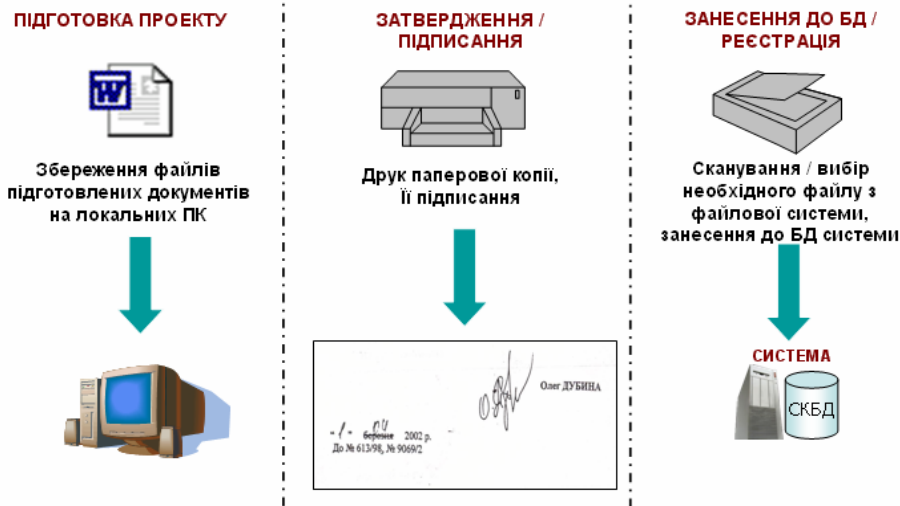 ПІДГОТОВКА ПРОЕКТУ
W
Збереження файлів
підготовлених документів
на локальних ПК
ЗАТВЕРДЖЕННЯ /
ПІДПИСАННЯ
Друк паперової копії,
Її підписання
Олег ДУБИНА
- 1 - 04
березня 2002 р.
До № 613/98, № 9069/2
ЗАНЕСЕННЯ ДО БД /
РЕЄСТРАЦІЯ
Сканування / вибір
необхідного файлу з
файлової системи,
занесення до БД системи
СИСТЕМА
СКБД